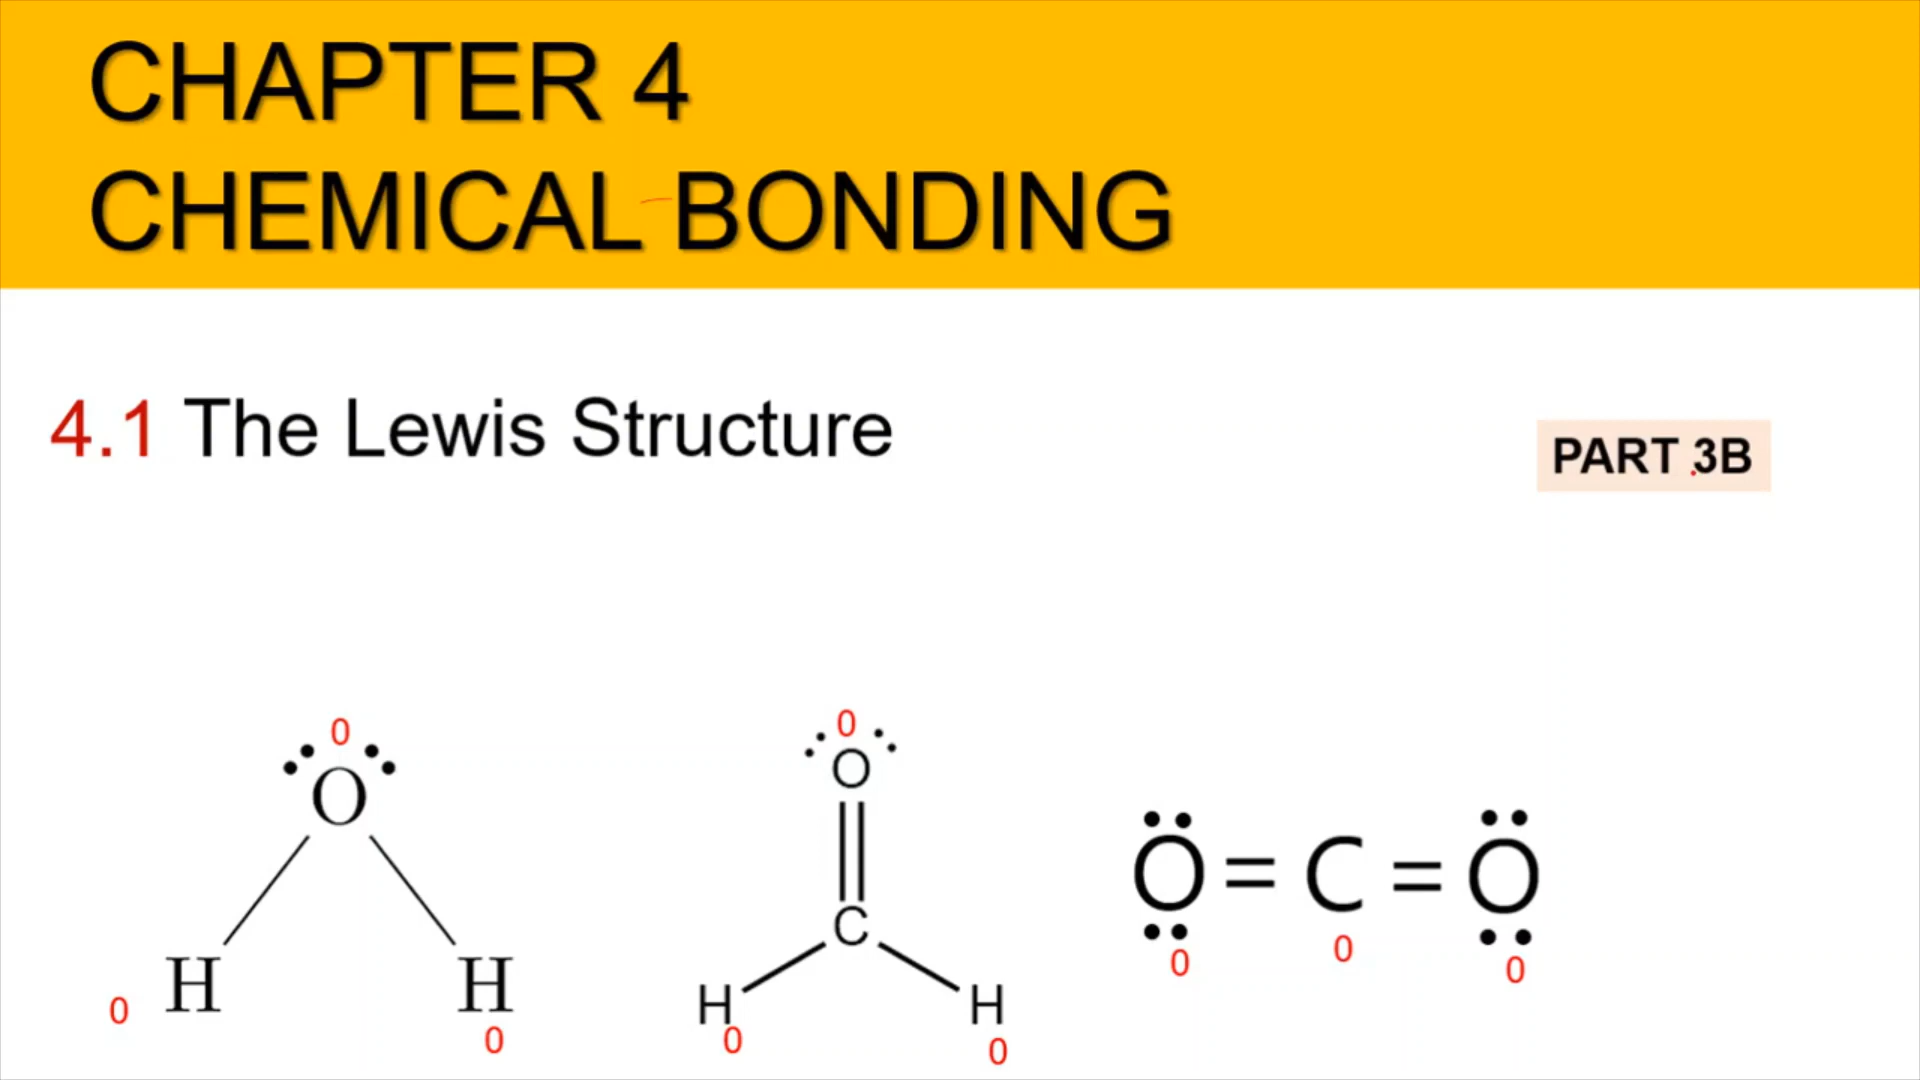 CHAPTER 4
CHEMICAL BONDING
4.1 The Lewis Structure
PART 3B
0
O
H H
0
0
0
O
C
H H
0
0
O = C = O
0
0
0